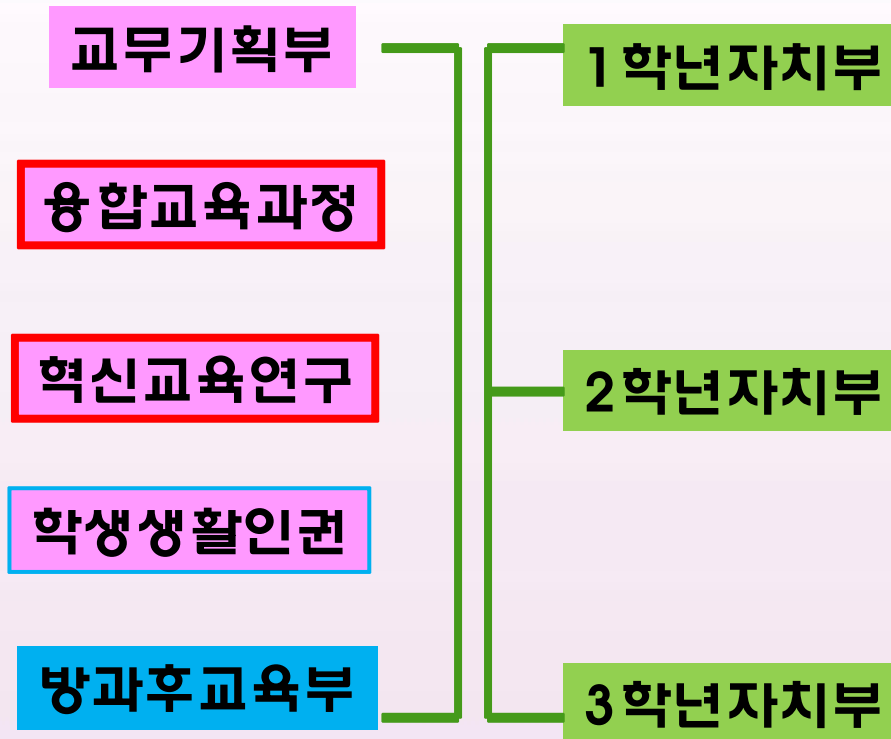 교무기획부
융합교육과정
혁신교육연구
학생생활인권
방과후교육부
1학년자치부
2학년자치부
3학년자치부